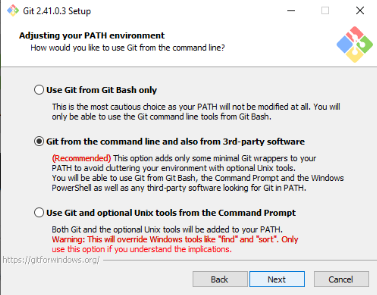 Git 2.41.0.3 Setup
Adjusting your PATH environment
How would you like to use Git from the command line?
Use Git from Git Bash only
This is the most cautious choice as your PATH will not be modified at all. You will
only be able to use the Git command line tools from Git Bash.
Git from the command line and also from 3rd-party software
(Recommended) This option adds only some minimal Git wrappers to your
PATH to avoid cluttering your environment with optional Unix tools.
You will be able to use Git from Git Bash, the Command Prompt and the Windows
PowerShell as well as any third-party software looking for Git in PATH.
Use Git and optional Unix tools from the Command Prompt
Both Git and the optional Unix tools will be added to your PATH.
Warning: This will override Windows tools like "find" and "sort". Only
use this option if you understand the implications.
https://gitforwindows.org/
Back
Next
Cancel